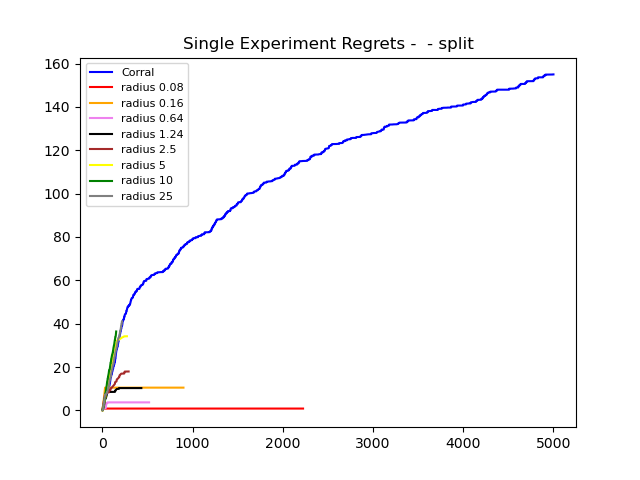 Single Experiment Regrets -  - split
160
140
120
100
80
60
40
20
0
Corral
radius 0.08
radius 0.16
radius 0.64
radius 1.24
radius 2.5
radius 5
radius 10
radius 25
0 1000 2000 3000 4000 5000